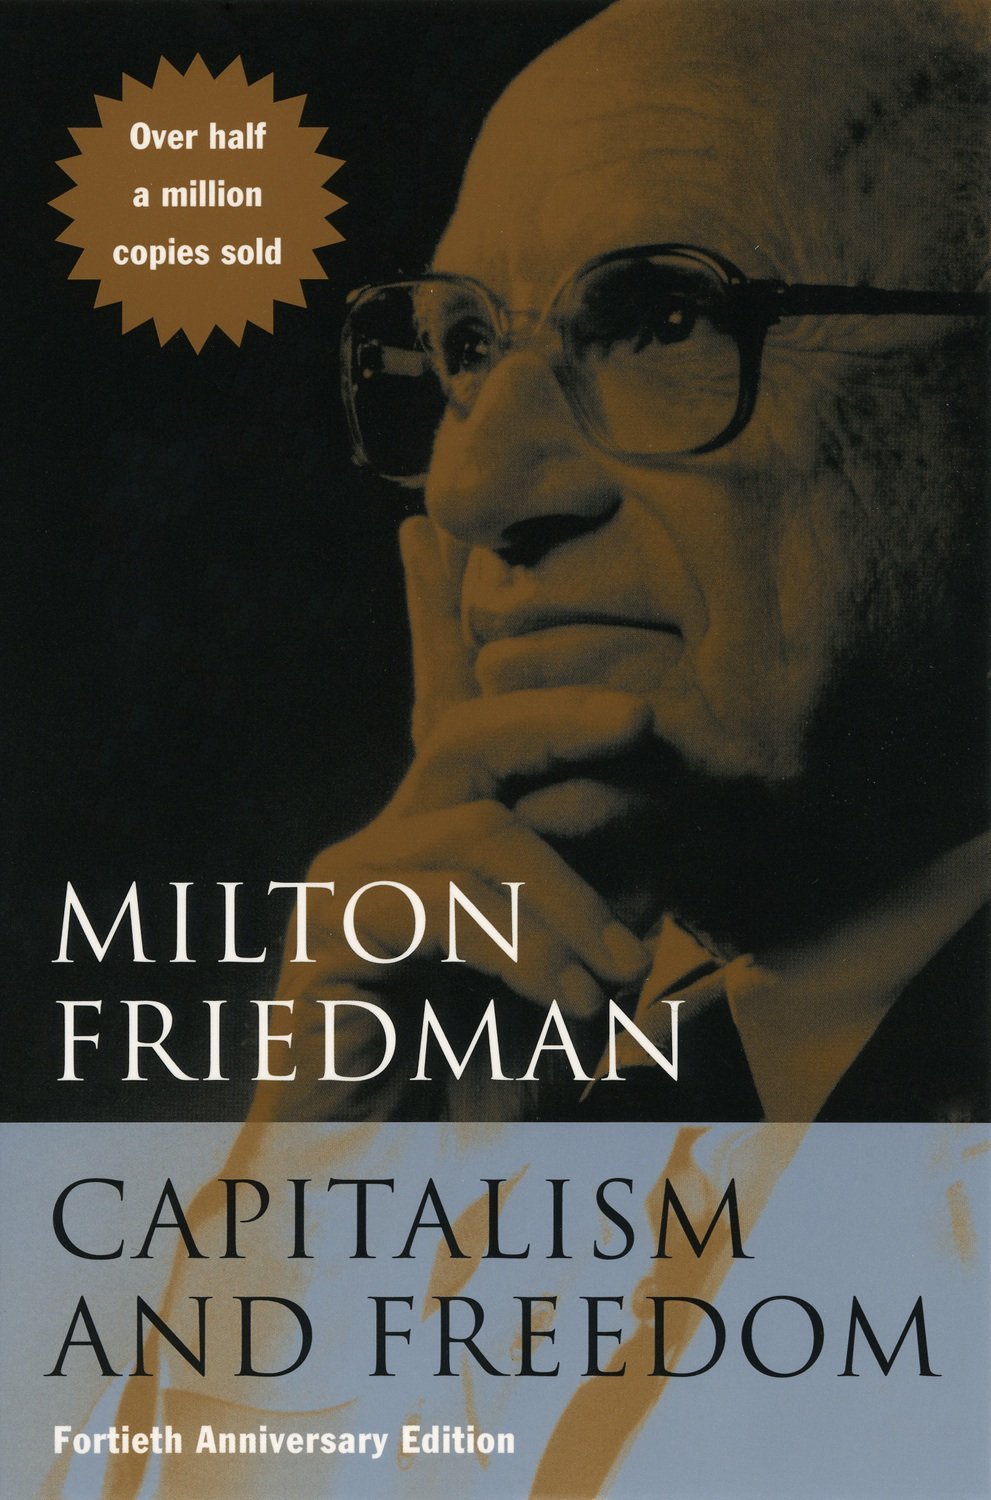 Over half
a million
copies sold
MILTON
FRIEDMAN
CAPITALISM
AND FREEDOM
Fortieth Anniversary Edition